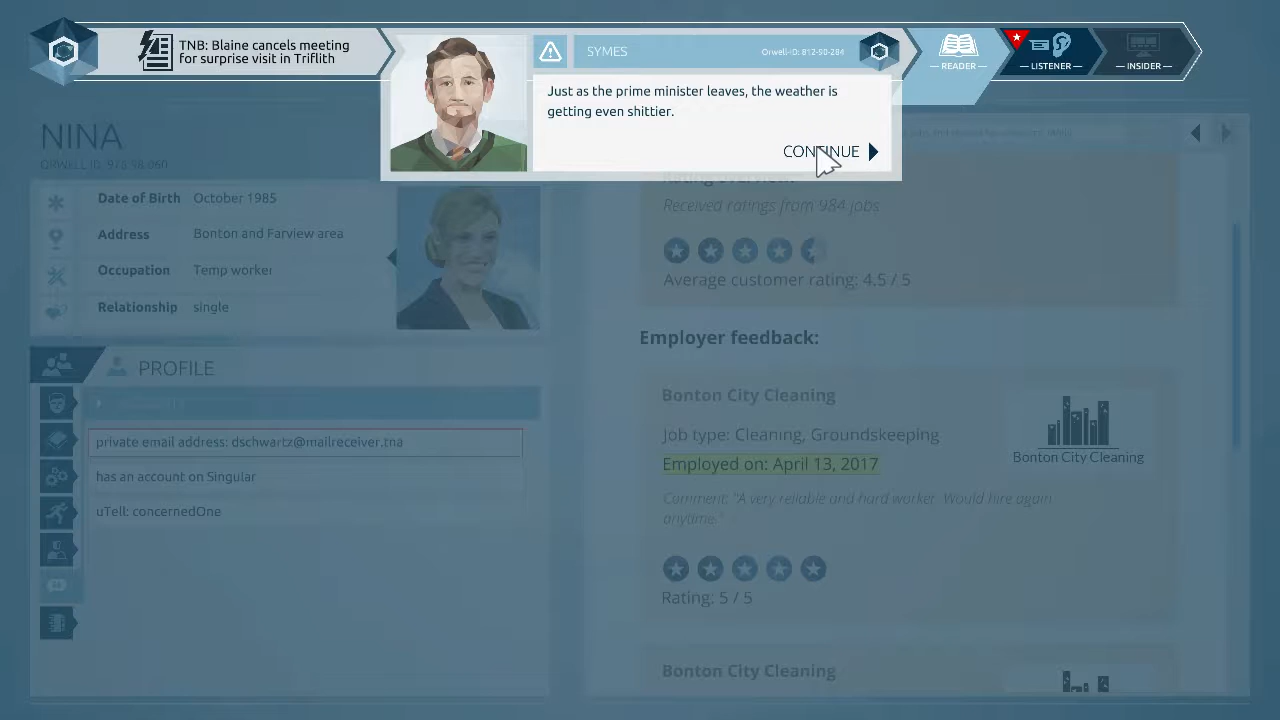 TNB: Blaine cancels meeting
for surprise visit in Triflith
SYMES
Orwell-ID: 812-50-284
READER
LISTENER
INSIDER
Just as the prime minister leaves, the weather is
getting even shittier.
CONTINUE
NINA
Date of Birth October 1985
Address Bonton and Farview area
Occupation Temp worker
Relationship single
PROFILE
private email address: dschwartz@mailreceiver.tna
has an account on Singular
uTell: concernedOne
Rating overview:
Received ratings from 984 jobs
Average customer rating: 4.5 / 5
Employer feedback:
Bonton City Cleaning
Job type: Cleaning, Groundskeeping
Employed on: April 13, 2017
Comment: "A very reliable and hard worker. Would hire again
anytime."
Rating: 5 / 5
Bonton City Cleaning
Bonton City Cleaning